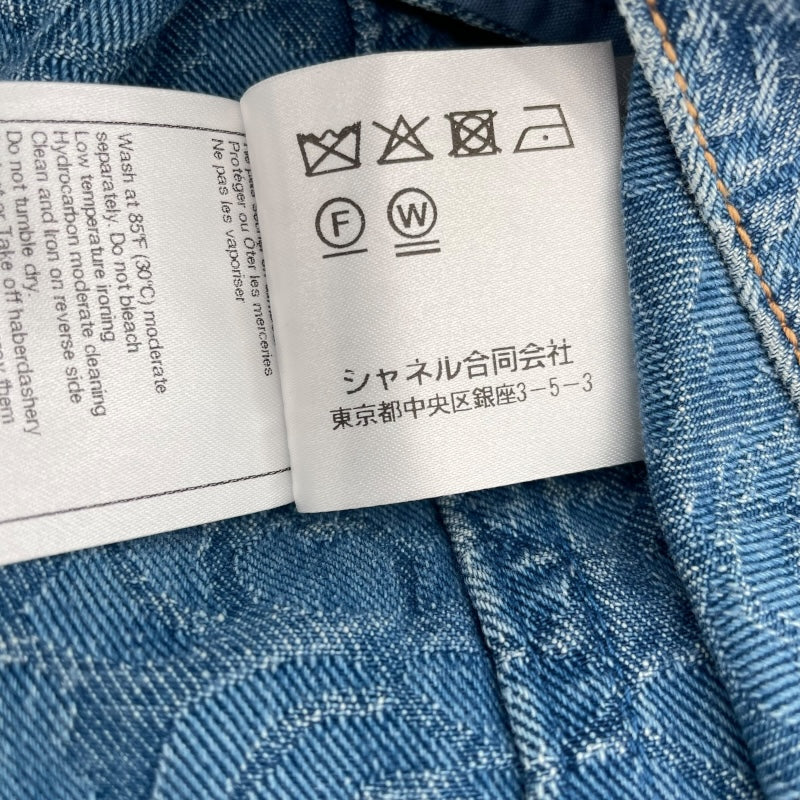 Wash at 85°F (30°C) moderate
separately. Do not bleach
Low temperature ironing
Hydrocarbon moderate cleaning
Clean and Iron on reverse side
Do not tumble dry.
Take off haberdashery
them
Protéger ou Ôter les merceries
Ne pas les vaporiser
F
W
シャネル合同会社
東京都中央区銀座3-5-3